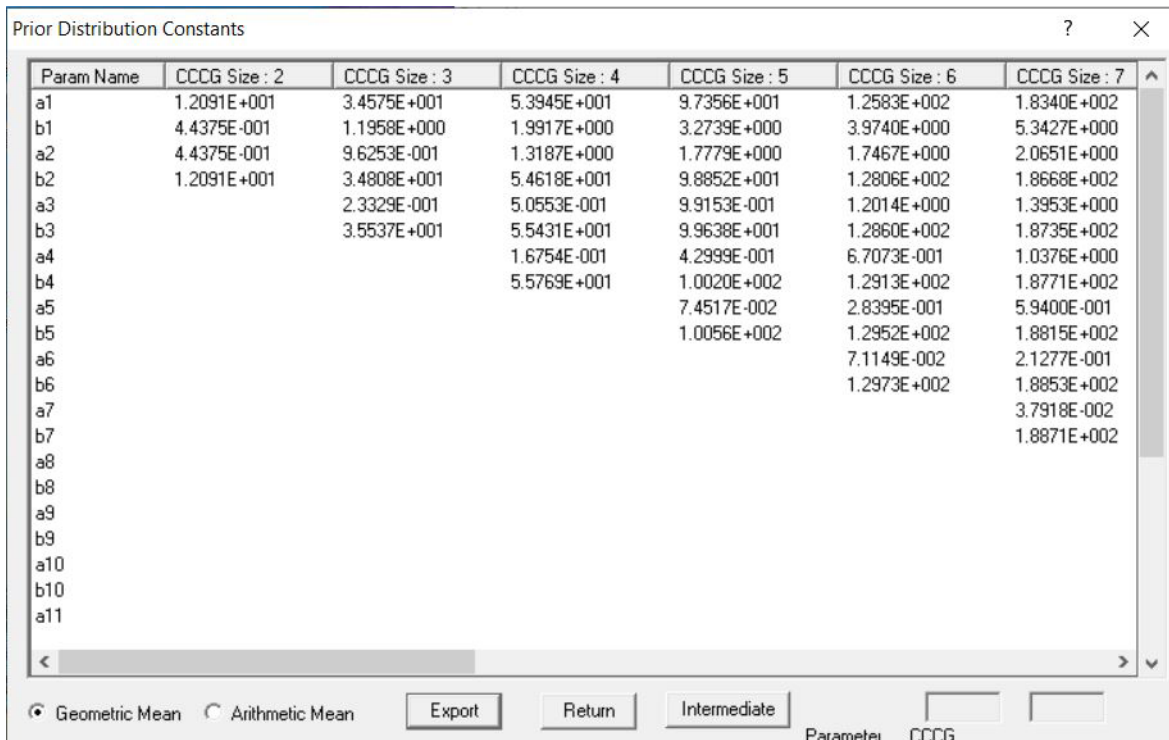 Prior Distribution Constants ?
Param Name CCCG Size : 2 CCCG Size : 3 CCCG Size : 4 CCCG Size : 5 CCCG Size : 6 CCCG Size : 7
a1 1.2091E+001 3.4575E+001 5.3945E+001 9.7356E+001 1.2583E+002 1.8340E+002
b1 4.4375E-001 1.1958E+000 1.9917E+000 3.2739E+000 3.9740E+000 5.3427E+000
a2 4.4375E-001 9.6253E-001 1.3187E+000 1.7779E+000 1.7467E+000 2.0651E+000
b2 1.2091E+001 3.4808E+001 5.4618E+001 9.8852E+001 1.2806E+002 1.8668E+002
a3 2.3329E-001 5.0553E-001 9.9153E-001 1.2014E+000 1.3953E+000
b3 3.5537E+001 5.5431E+001 9.9638E+001 1.2860E+002 1.8735E+002
a4 1.6754E-001 4.2999E-001 6.7073E-001 1.0376E+000
b4 5.5769E+001 1.0020E+002 1.2913E+002 1.8771E+002
a5 7.4517E-002 2.8395E-001 5.9400E-001
b5 1.0056E+002 1.2952E+002 1.8815E+002
a6 7.1149E-002 2.1277E-001
b6 1.2973E+002 1.8853E+002
a7 3.7918E-002
b7 1.8871E+002
a8
b8
a9
b9
a10
b10
a11
Geometric Mean Arithmetic Mean Export Return Intermediate
Parameter CCCG